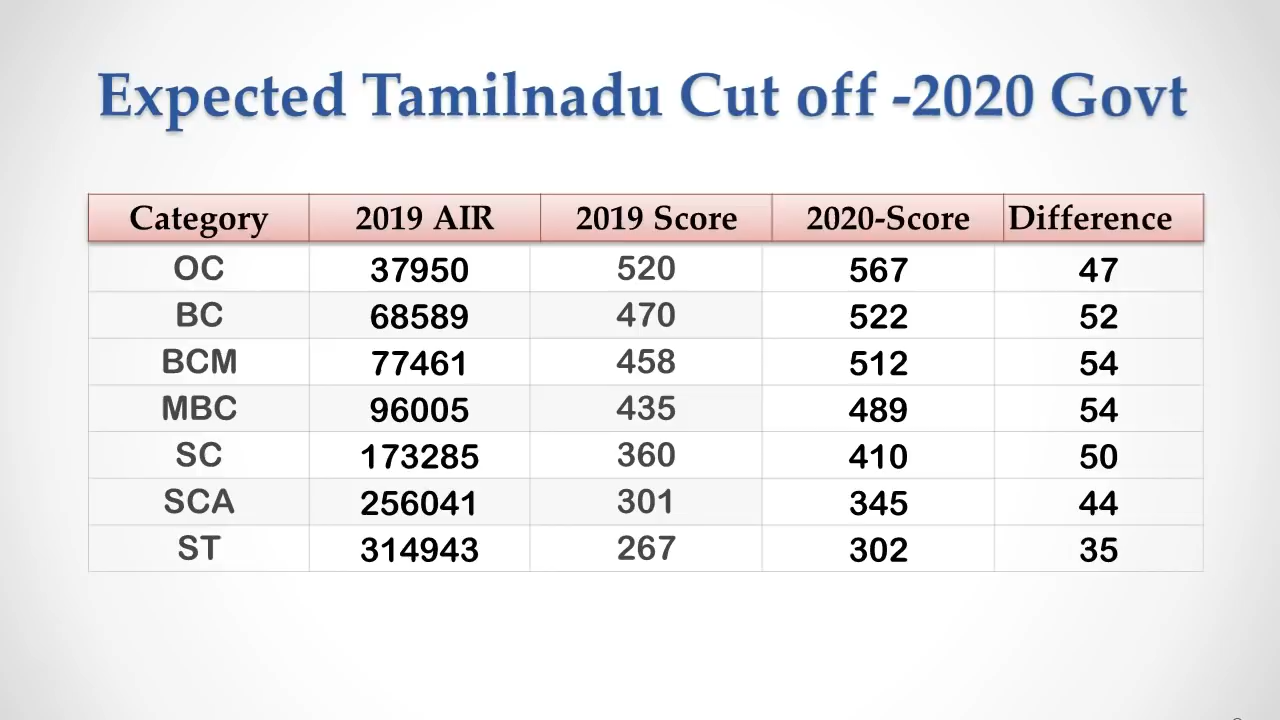 Expected Tamilnadu Cut off -2020 Govt
Category 2019 AIR 2019 Score 2020-Score Difference
OC 37950 520 567 47
BC 68589 470 522 52
BCM 77461 458 512 54
MBC 96005 435 489 54
SC 173285 360 410 50
SCA 256041 301 345 44
ST 314943 267 302 35